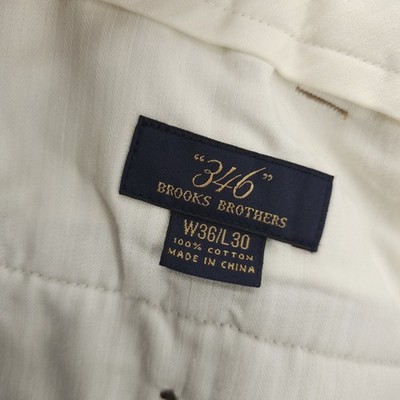 “346”
BROOKS BROTHERS
W36/L30
100% COTTON
MADE IN CHINA